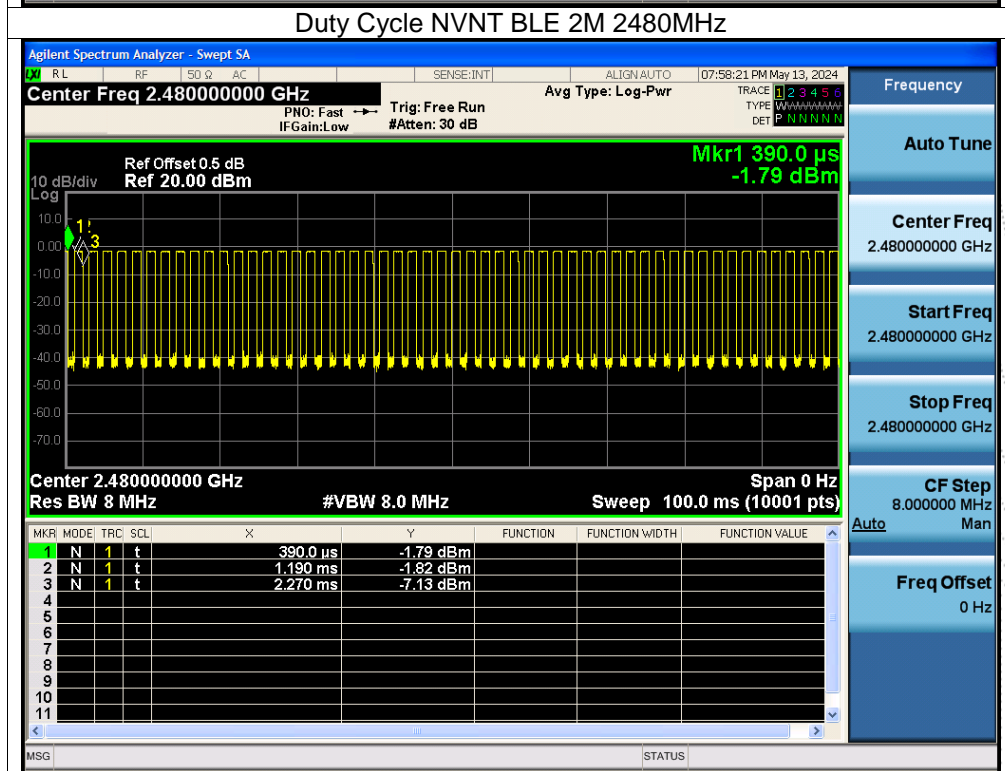 Duty Cycle NVNT BLE 2M 2480MHz
Agilent Spectrum Analyzer - Swept SA
LXI RL RF 50 Ω AC SENSE:INT ALIGN AUTO 07:58:21 PM May 13, 2024
Center Freq 2.480000000 GHz Avg Type: Log-Pwr TRACE 1 2 3 4 5 6
PNO: Fast Trig: Free Run TYPE WWWWWW
IFGain:Low #Atten: 30 dB DET P N N N N N
Frequency
Auto Tune
Mkr1 390.0 µs
-1.79 dBm
Ref Offset 0.5 dB
10 dB/div Ref 20.00 dBm
Log
10.0
0.00
-10.0
-20.0
-30.0
-40.0
-50.0
-60.0
-70.0
1
3
Center 2.480000000 GHz Span 0 Hz
Res BW 8 MHz #VBW 8.0 MHz Sweep 100.0 ms (10001 pts)
Center Freq
2.480000000 GHz
Start Freq
2.480000000 GHz
Stop Freq
2.480000000 GHz
CF Step
8.000000 MHz
Auto Man
Freq Offset
0 Hz
MKR MODE TRC SCL X Y FUNCTION FUNCTION WIDTH FUNCTION VALUE
1 N 1 t 390.0 µs -1.79 dBm
2 N 1 t 1.190 ms -1.82 dBm
3 N 1 t 2.270 ms -7.13 dBm
4
5
6
7
8
9
10
11
MSG STATUS